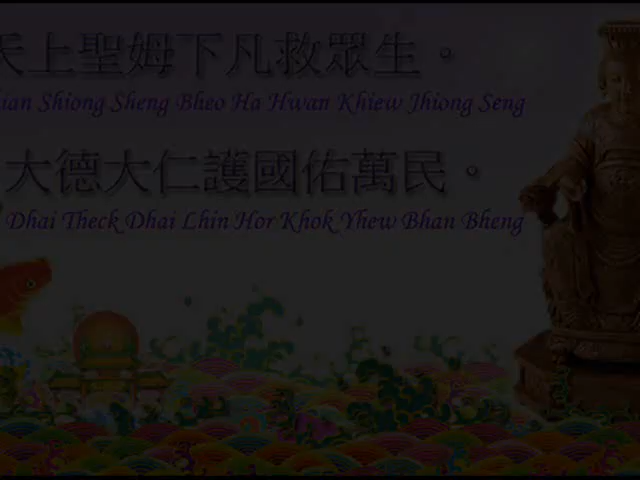 天上聖姆下凡救眾生。
ian Shiong Sheng Bheo Ha Hwan Khiew Jhiong Seng
大德大仁護國佑萬民。
Dhai Theck Dhai Lhin Hor Khok Yhew Bhan Bheng